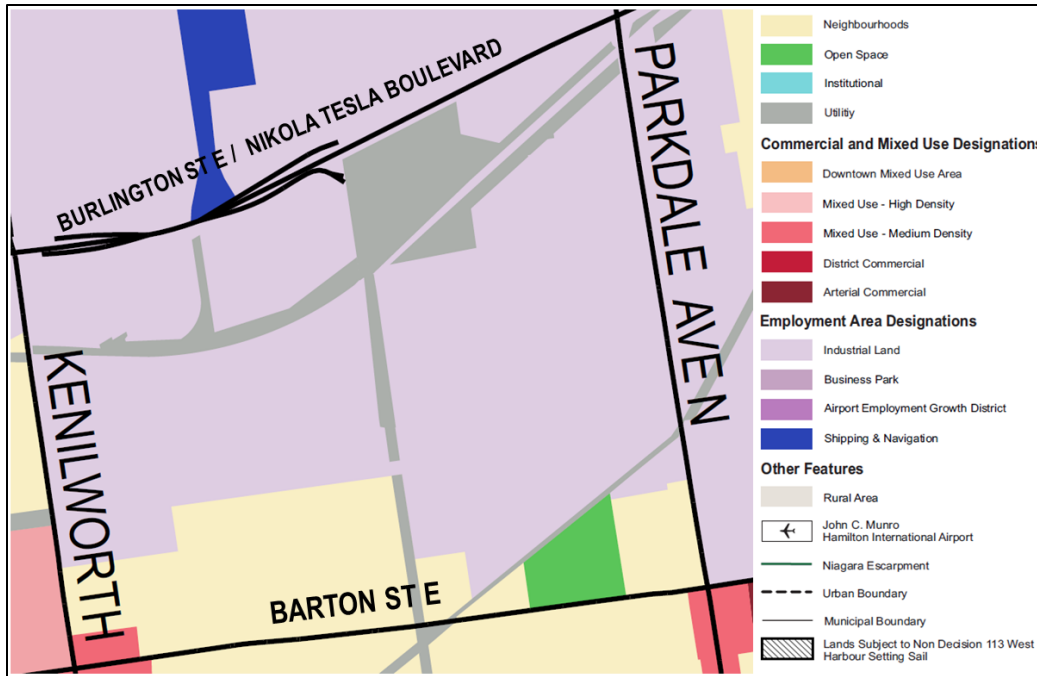 BURLINGTON ST E / NIKOLA TESLA BOULEVARD
PARKDALE AVE N
KENILWORTH
BARTON ST E
Neighbourhoods
Open Space
Institutional
Utilitiy
Commercial and Mixed Use Designations
Downtown Mixed Use Area
Mixed Use - High Density
Mixed Use - Medium Density
District Commercial
Arterial Commercial
Employment Area Designations
Industrial Land
Business Park
Airport Employment Growth District
Shipping & Navigation
Other Features
Rural Area
John C. Munro
Hamilton International Airport
Niagara Escarpment
Urban Boundary
Municipal Boundary
Lands Subject to Non Decision 113 West
Harbour Setting Sail